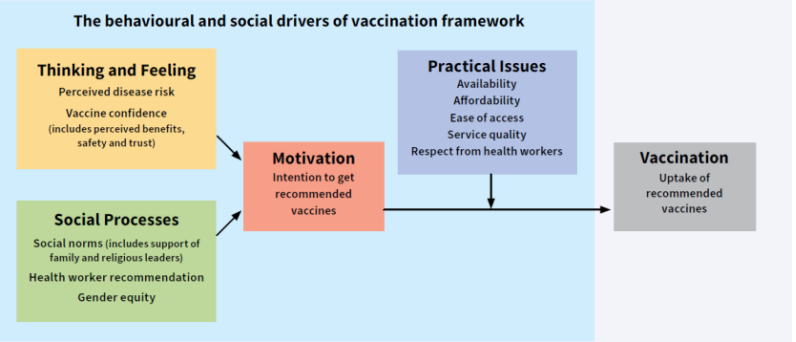 The behavioural and social drivers of vaccination framework
Thinking and Feeling
Perceived disease risk
Vaccine confidence
(includes perceived benefits,
safety and trust)
Social Processes
Social norms (includes support of
family and religious leaders)
Health worker recommendation
Gender equity
Motivation
Intention to get
recommended
vaccines
Practical Issues
Availability
Affordability
Ease of access
Service quality
Respect from health workers
Vaccination
Uptake of
recommended
vaccines